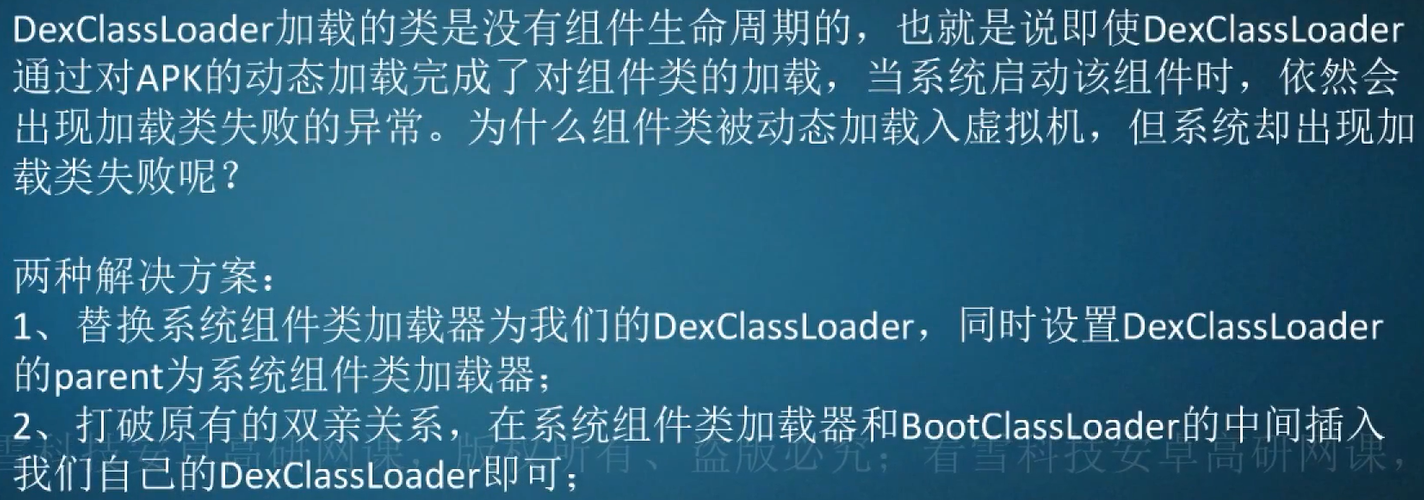 DexClassLoader加载的类是没有组件生命周期的，也就是说即使DexClassLoader
通过对APK的动态加载完成了对组件类的加载，当系统启动该组件时，依然会
出现加载类失败的异常。为什么组件类被动态加载入虚拟机，但系统却出现加
载类失败呢？
两种解决方案：
1、替换系统组件类加载器为我们的DexClassLoader，同时设置DexClassLoader
的parent为系统组件类加载器；
2、打破原有的双亲关系，在系统组件类加载器和BootClassLoader的中间插入
我们自己的DexClassLoader即可；
盗版必究；看雪科技安卓高研网课，